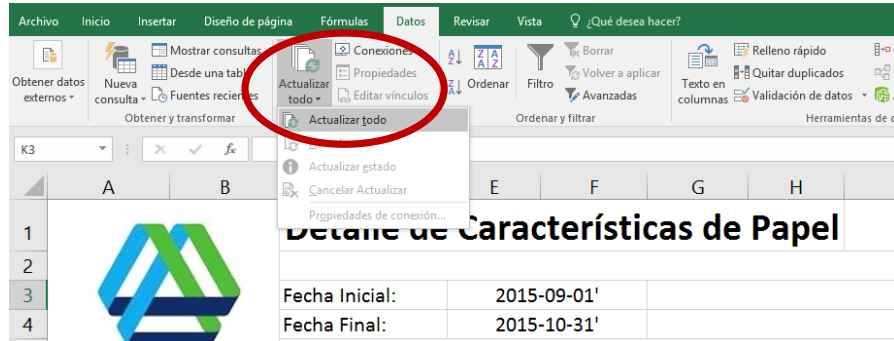 Archivo Inicio Insertar Diseño de página Fórmulas Datos Revisar Vista ¿Qué desea hacer?
Mostrar consultas Conexiones Borrar Relleno rápido
Desde una tabla Propiedades Volver a aplicar Quitar duplicados
Fuentes recientes Editar vínculos Avanzadas Validación de datos
Obtener datos externos Nueva consulta Actualizar todo Ordenar Filtro Texto en columnas
Obtener y transformar Ordenar y filtrar Herramientas de
Actualizar todo
Actualizar estado
Cancelar Actualizar
Propiedades de conexión...
K3 fx
A B E F G H
1 Detalle de Características de Papel
2
3 Fecha Inicial: 2015-09-01'
4 Fecha Final: 2015-10-31'